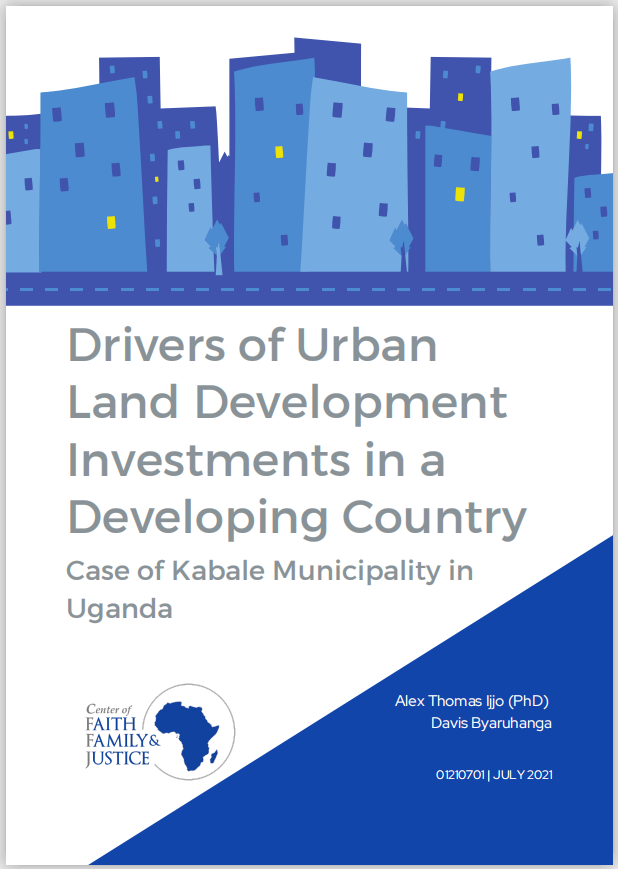 Drivers of Urban
Land Development
Investments in a
Developing Country
Case of Kabale Municipality in
Uganda
Center of
FAITH
FAMILY&
JUSTICE
Alex Thomas Ijjo (PhD)
Davis Byaruhanga
01210701 | JULY 2021